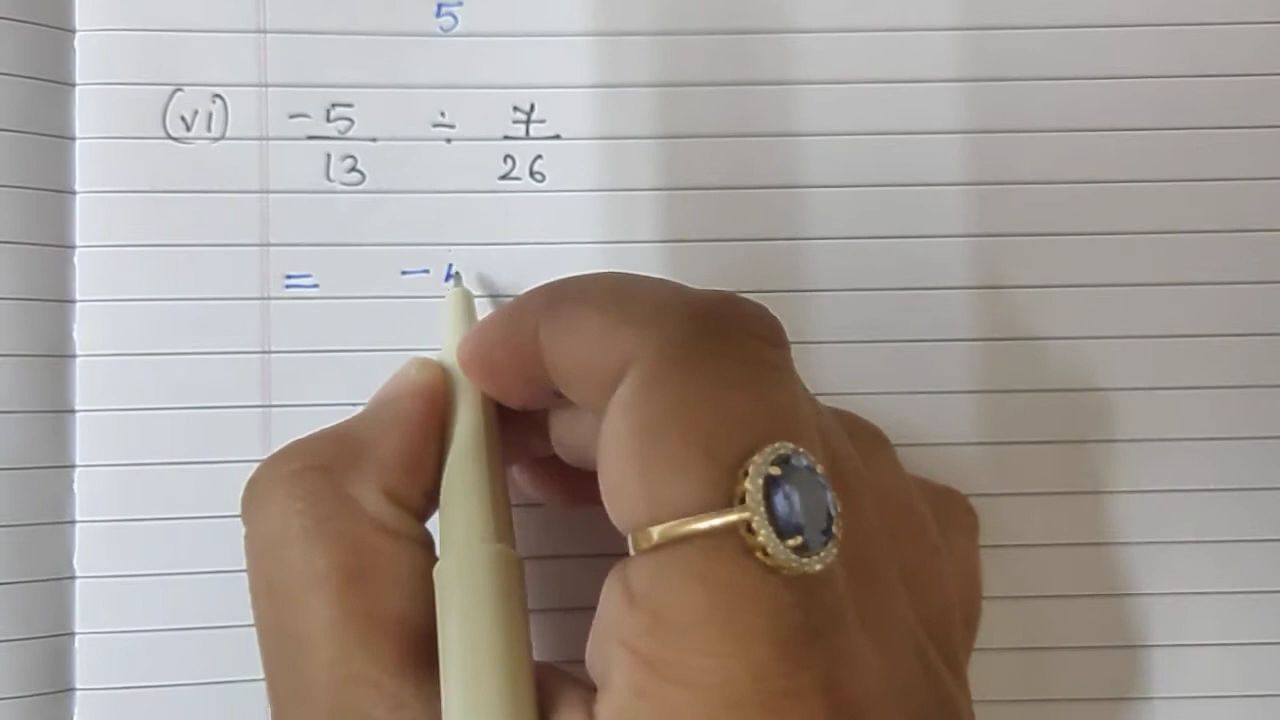 5
(vi) -5 ÷ 7
13 26
= -